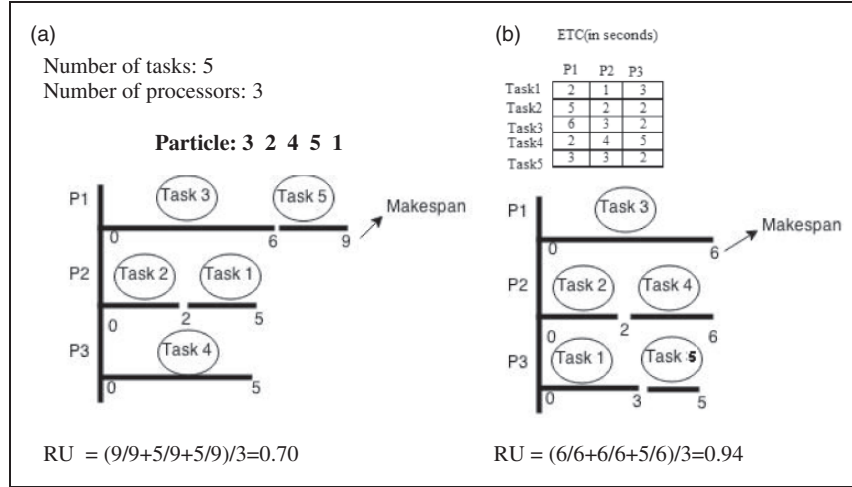 (a)
Number of tasks: 5
Number of processors: 3
Particle: 3 2 4 5 1
P1
Task 3
Task 5
Makespan
0
6
9
P2
Task 2
Task 1
0
2
5
P3
Task 4
0
5
RU = (9/9+5/9+5/9)/3=0.70
(b)
ETC(in seconds)
P1 P2 P3
Task1 2 1 3
Task2 5 2 2
Task3 6 3 2
Task4 2 4 5
Task5 3 3 2
P1
Task 3
Makespan
0
6
P2
Task 2
Task 4
0
2
6
P3
Task 1
Task 5
0
3
5
RU = (6/6+6/6+5/6)/3=0.94